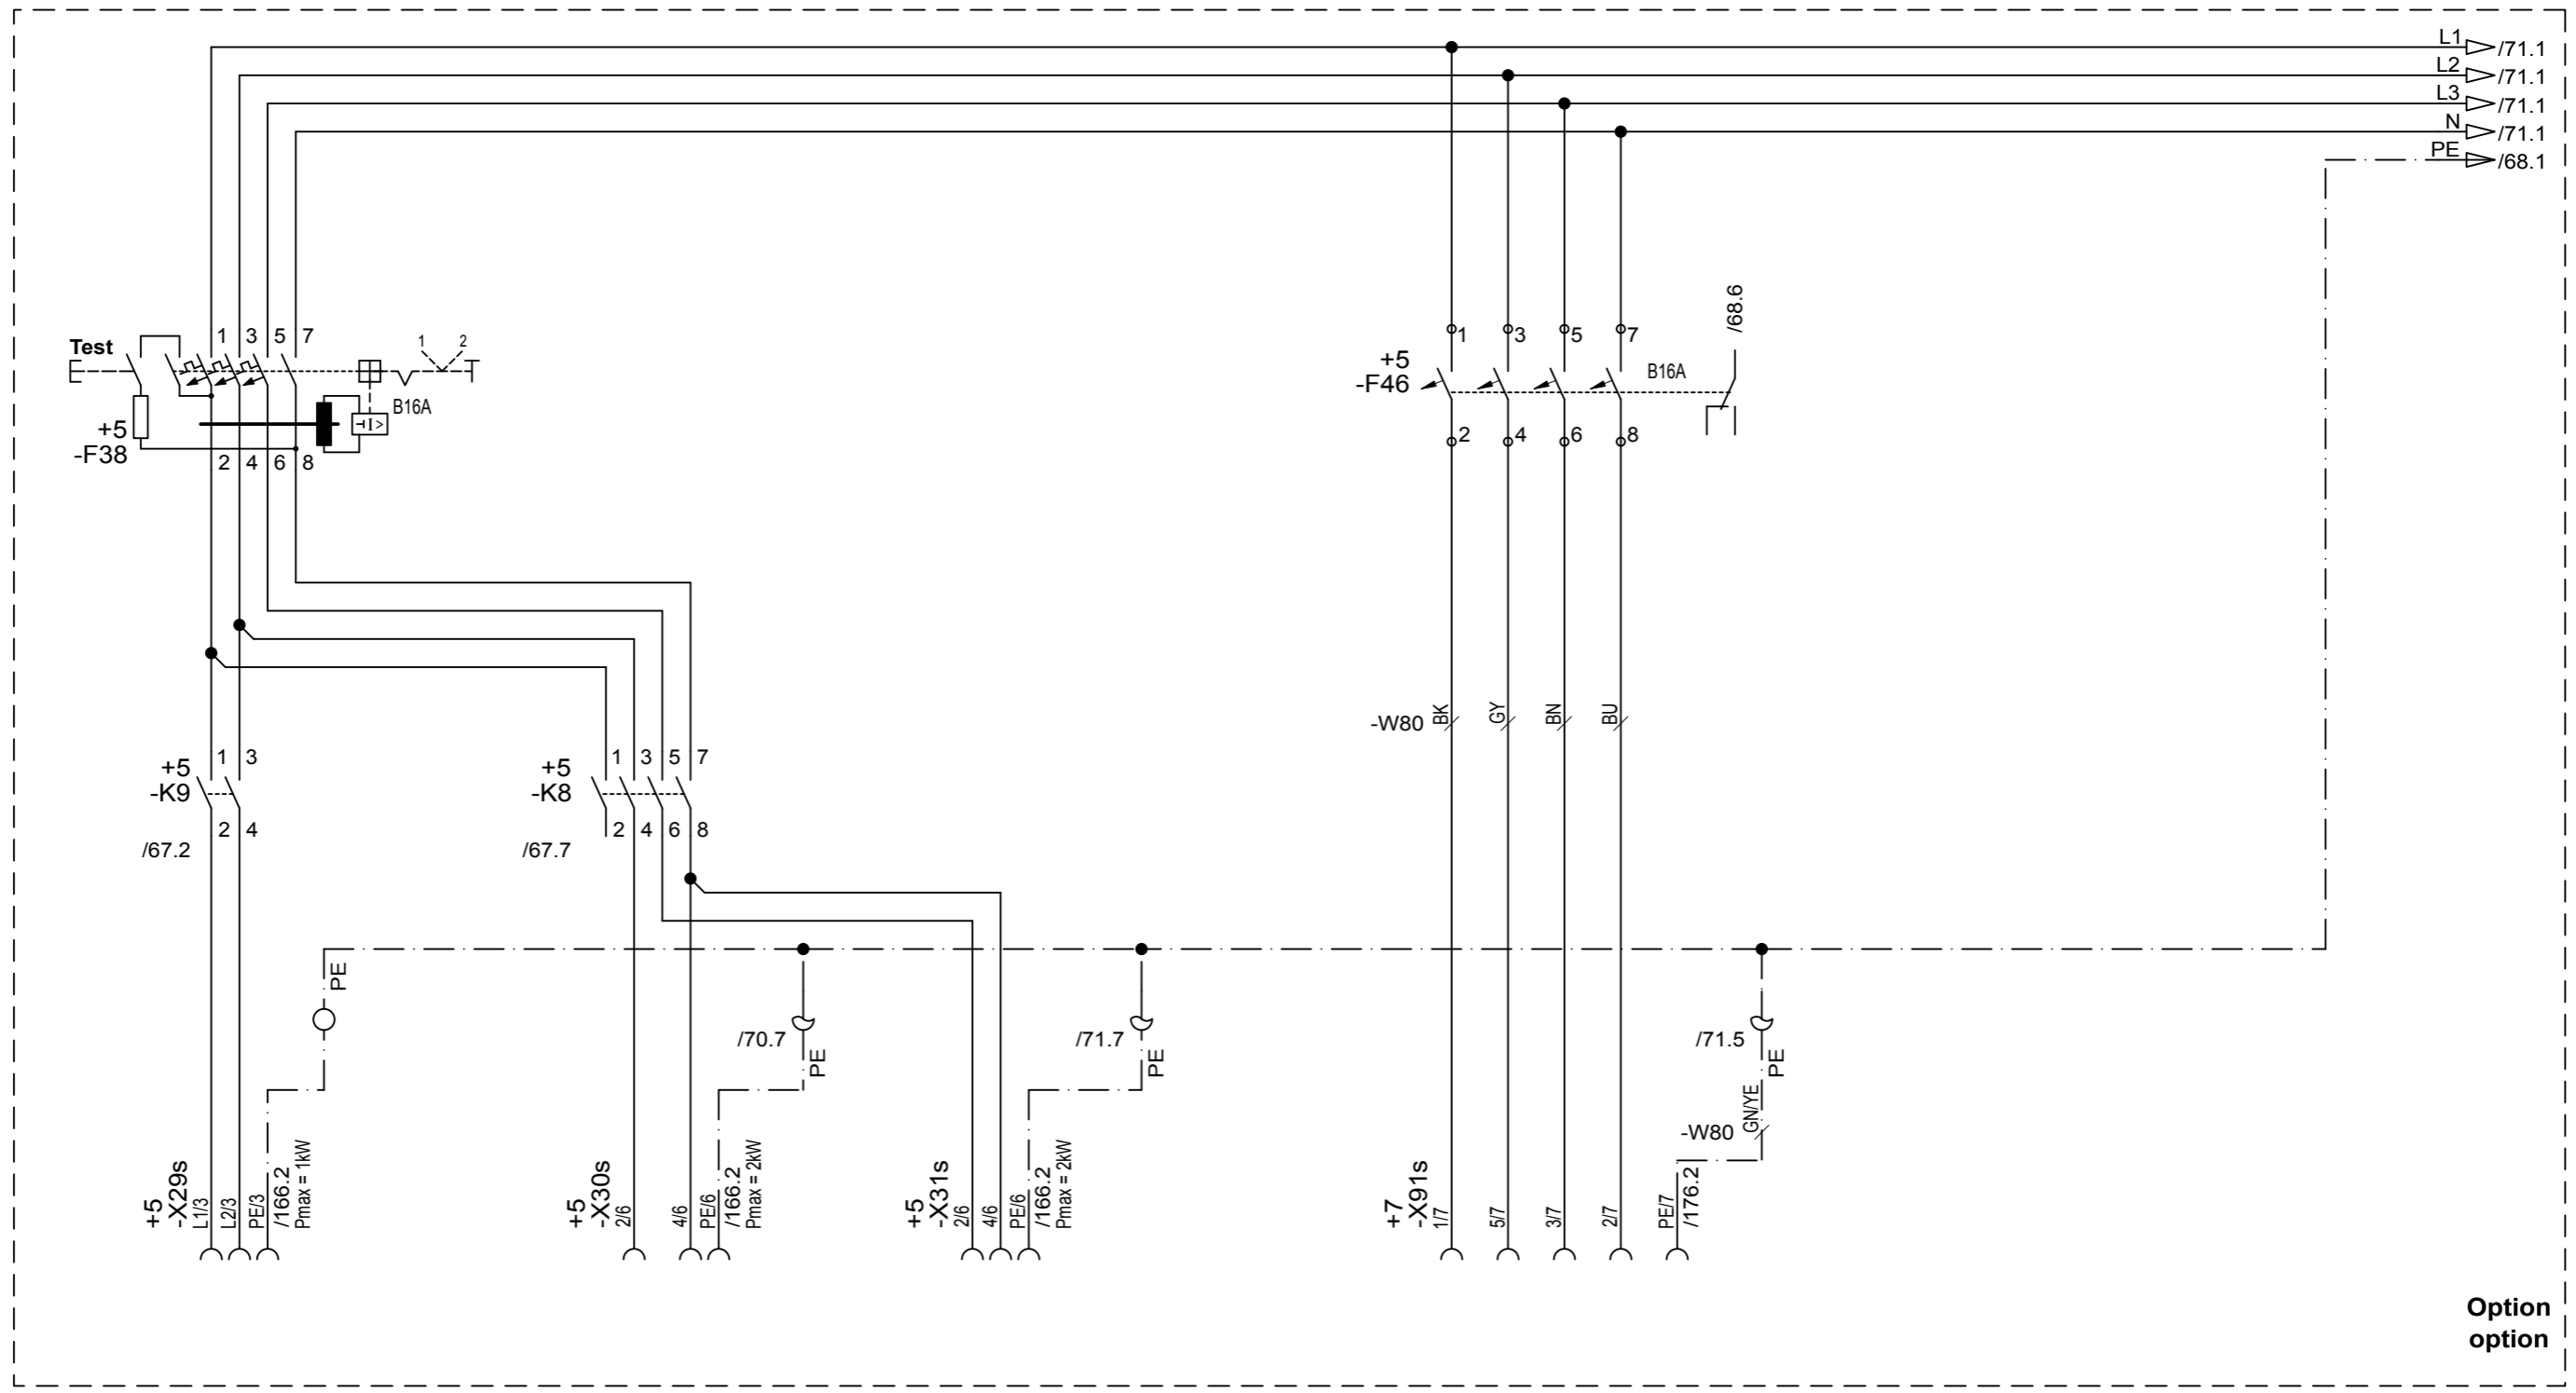 L1 /71.1
L2 /71.1
L3 /71.1
N /71.1
PE /68.1
/68.6
Test
1 3 5 7
1 2
B16A
+5
-F38
2 4 6 8
1 3 5 7
+5
-F46
B16A
2 4 6 8
-W80 BK GY BN BU
1 3
+5
-K9
2 4
/67.2
1 3 5 7
+5
-K8
2 4 6 8
/67.7
PE
/70.7
PE
/71.7
PE
/71.5
PE
-W80 GN/YE
+5
-X29s
L1/3
L2/3
PE/3
/166.2
Pmax = 1kW
+5
-X30s
2/6
4/6
PE/6
/166.2
Pmax = 2kW
+5
-X31s
2/6
4/6
PE/6
/166.2
Pmax = 2kW
+7
-X91s
1/7
5/7
3/7
2/7
PE/7
/176.2
Option
option